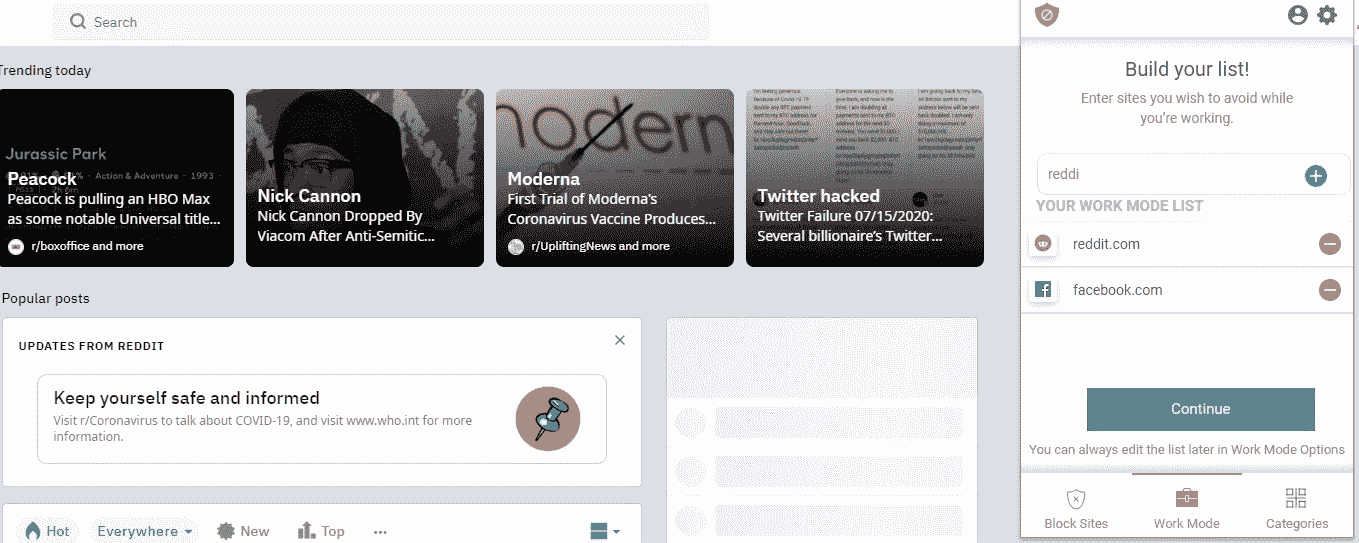 Search
Trending today
Jurassic Park
Action & Adventure · 1993 ·
2h 6m
Peacock
Peacock is pulling an HBO Max
as some notable Universal title...
r/boxoffice and more
Nick Cannon
Nick Cannon Dropped By
Viacom After Anti-Semitic...
modern
Moderna
First Trial of Moderna's
Coronavirus Vaccine Produces...
r/UpliftingNews and more
Twitter hacked
Twitter Failure 07/15/2020:
Several billionaire's Twitter...
Popular posts
UPDATES FROM REDDIT
Keep yourself safe and informed
Visit r/Coronavirus to talk about COVID-19, and visit www.who.int for more
information.
Hot
Everywhere
New
Top
Build your list!
Enter sites you wish to avoid while
you're working.
reddi
YOUR WORK MODE LIST
reddit.com
facebook.com
Continue
You can always edit the list later in Work Mode Options
Block Sites
Work Mode
Categories